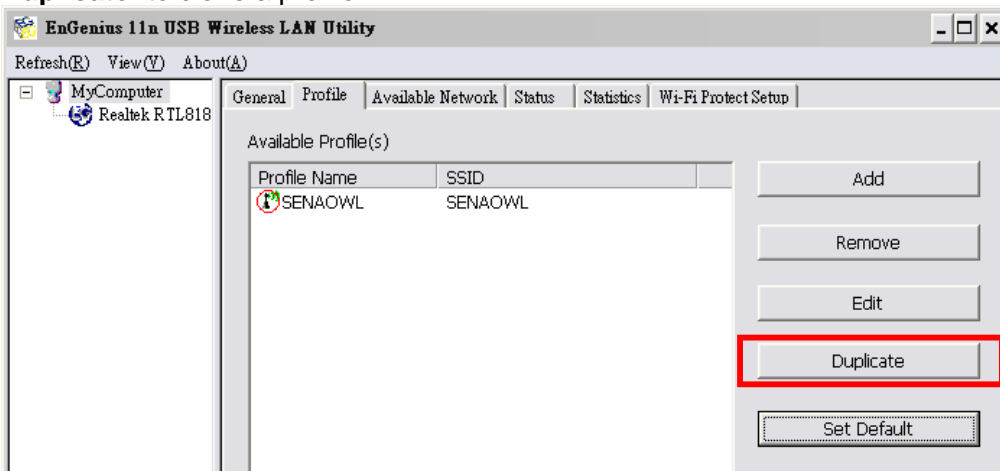 EnGenius 11n USB Wireless LAN Utility
Refresh(R) View(V) About(A)
MyComputer
Realtek RTL818
General Profile Available Network Status Statistics Wi-Fi Protect Setup
Available Profile(s)
Profile Name SSID
SENAOWL SENAOWL
Add
Remove
Edit
Duplicate
Set Default